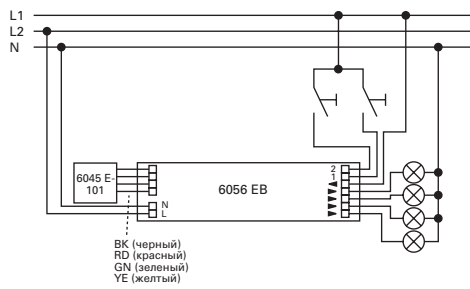 L1
L2
N
6045 E-
101
6056 EB
2
1
N
L
BK (черный)
RD (красный)
GN (зеленый)
YE (желтый)